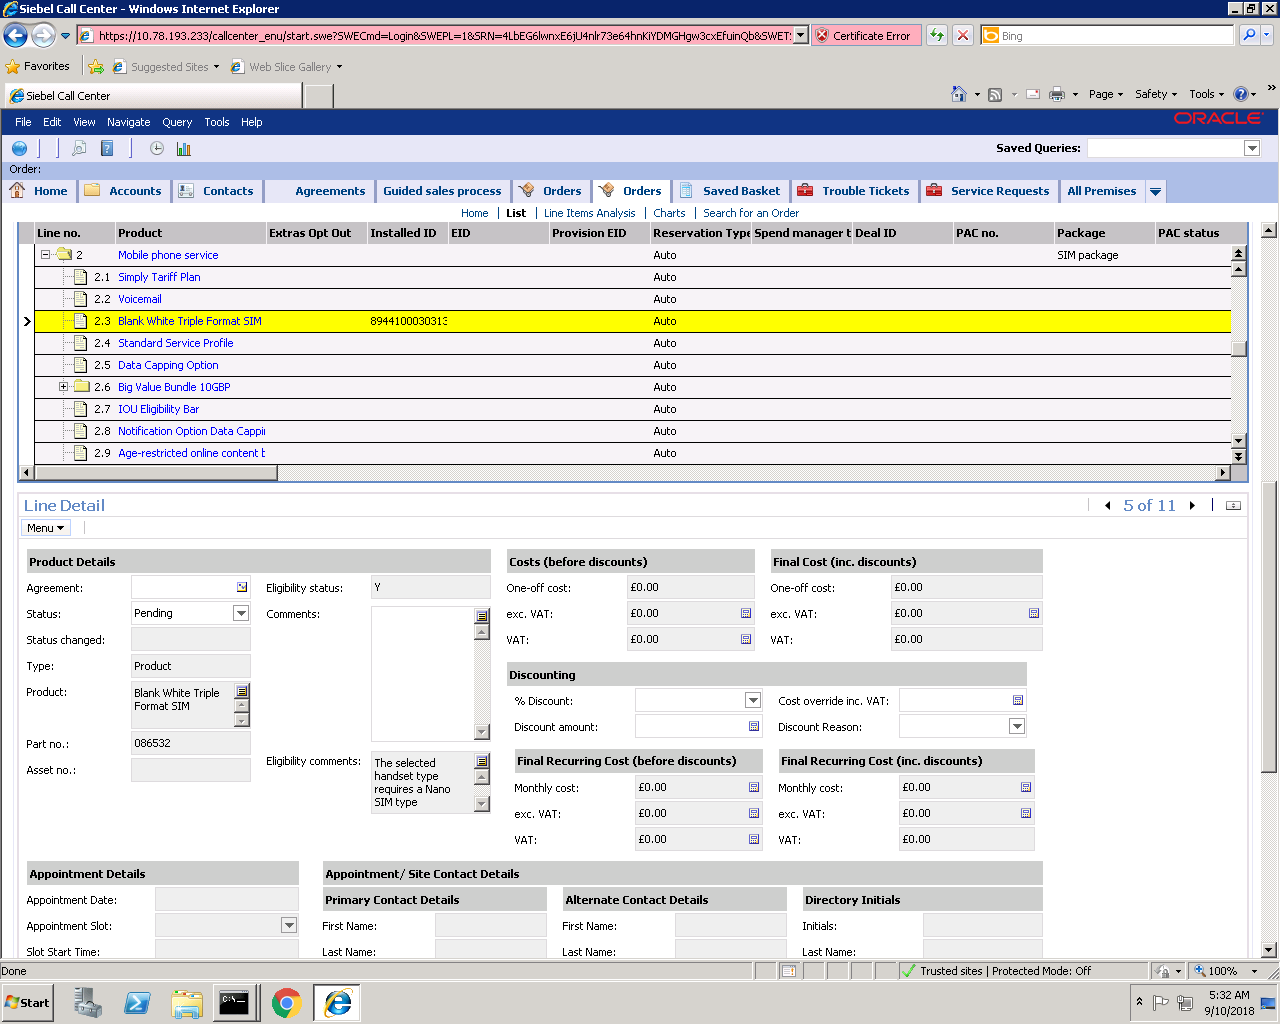 Siebel Call Center - Windows Internet Explorer
https://10.78.193.233/callcenter_enu/start.swe?SWECmd=Login&SWEPL=1&SRN= Certificate Error Bing
Favorites Suggested Sites Web Slice Gallery
Siebel Call Center Page Safety Tools »
File Edit View Navigate Query Tools Help ORACLE
Saved Queries:
Order:
Home Accounts Contacts Agreements Guided sales process Orders Orders Saved Basket Trouble Tickets Service Requests All Premises
Home | List | Line Items Analysis | Charts | Search for an Order
Line no. Product Extras Opt Out Installed ID EID Provision EID Reservation Type Spend manager t Deal ID PAC no. Package PAC status
2 Mobile phone service Auto SIM package
2.1 Simply Tariff Plan Auto
2.2 Voicemail Auto
2.3 Blank White Triple Format SIM 8944100030313 Auto
2.4 Standard Service Profile Auto
2.5 Data Capping Option Auto
2.6 Big Value Bundle 10GBP Auto
2.7 IOU Eligibility Bar Auto
2.8 Notification Option Data Cappi Auto
2.9 Age-restricted online content b Auto
Line Detail 5 of 11
Menu
Product Details Costs (before discounts) Final Cost (inc. discounts)
Agreement: Eligibility status: Y One-off cost: £0.00 One-off cost: £0.00
Status: Pending Comments: exc. VAT: £0.00 exc. VAT: £0.00
Status changed: VAT: £0.00 VAT: £0.00
Type: Product Discounting
Product: Blank White Triple Format SIM % Discount: Cost override inc. VAT:
Discount amount: Discount Reason:
Part no.: 086532
Asset no.: Eligibility comments: The selected handset type requires a Nano SIM type
Final Recurring Cost (before discounts) Final Recurring Cost (inc. discounts)
Monthly cost: £0.00 Monthly cost: £0.00
exc. VAT: £0.00 exc. VAT: £0.00
VAT: £0.00 VAT: £0.00
Appointment Details Appointment/ Site Contact Details
Appointment Date: Primary Contact Details Alternate Contact Details Directory Initials
Appointment Slot: First Name: First Name: Initials:
Slot Start Time: Last Name: Last Name: Last Name:
Done Trusted sites | Protected Mode: Off 100%
Start 5:32 AM
9/10/2018